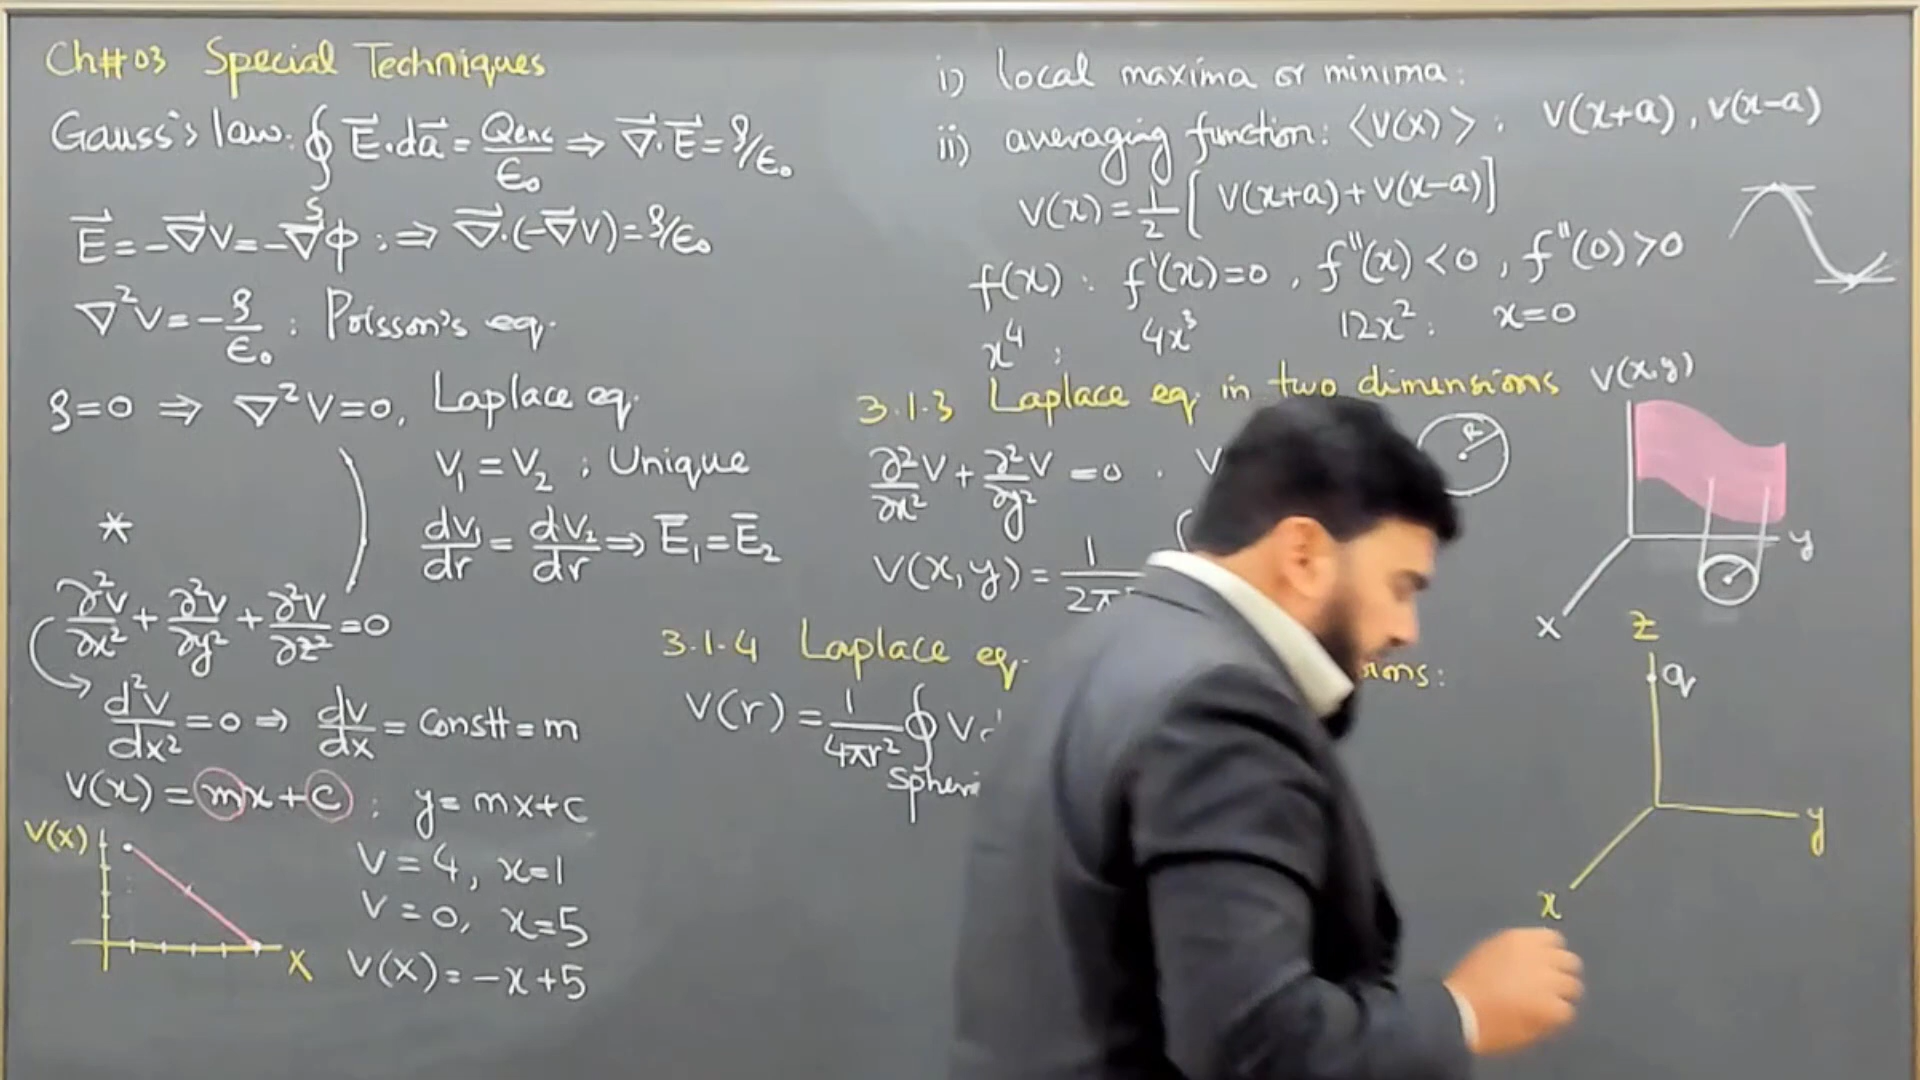 Ch#03 Special Techniques
Gauss's law: ∮ₛ E⃗·da⃗ = Qenc/ϵ₀ ⇒ ∇⃗·E⃗ = ρ/ϵ₀
E⃗ = -∇⃗V = -∇⃗φ ; ⇒ ∇⃗·(-∇⃗V) = ρ/ϵ₀
∇²V = -ρ/ϵ₀ : Poisson's eq.
ρ=0 ⇒ ∇²V=0, Laplace eq.
V₁ = V₂ ; Unique
*
dV₁/dr = dV₂/dr ⇒ E̅₁ = E̅₂
∂²V/∂x² + ∂²V/∂y² + ∂²V/∂z² = 0
d²V/dx² = 0 ⇒ dV/dx = Constt = m
V(x) = mx + c ; y = mx+c
V(x)
X
V = 4, x=1
V = 0, x=5
V(x) = -x+5
i) local maxima or minima:
ii) averaging function: <V(x)> : V(x+a), V(x-a)
V(x) = 1/2 [V(x+a) + V(x-a)]
f(x) : f'(x)=0, f''(x)<0, f''(0)>0
x⁴ : 4x³ 12x² : x=0
3.1.3 Laplace eq. in two dimensions
∂²V/∂x² + ∂²V/∂y² = 0 . V
R
V(x,y) = 1/2π
V(x,y)
y
x
3.1.4 Laplace eq.
V(r) = 1/4πr² ∮ V
z
q
y
x